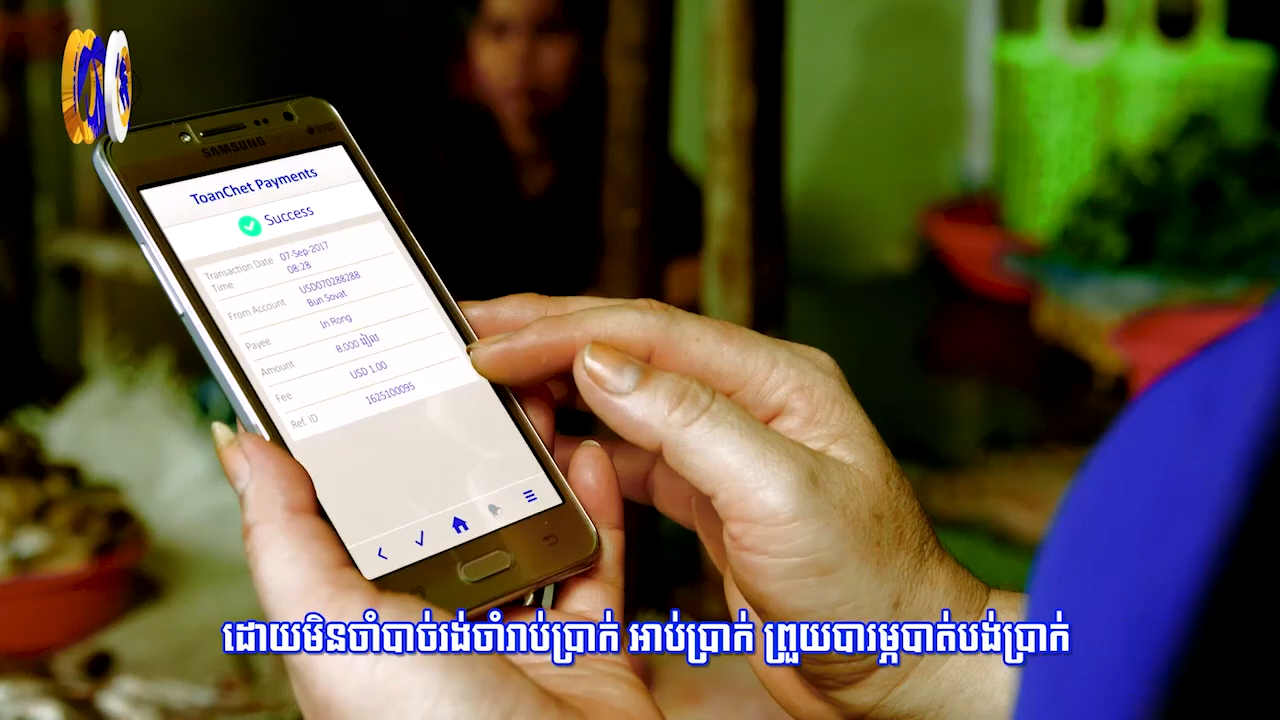 SAMSUNG
ToanChet Payments
Success
Transaction Date 07-Sep-2017
Time 08:28
From Account USD070288288
Bun Sovat
Payee In Rong
Amount 8.000 រៀល
Fee USD 1.00
Ref. ID 1625100095
ដោយមិនចាំបាច់រង់ចាំរាប់ប្រាក់ អាប់ប្រាក់ ព្រួយបារម្ភបាត់បង់ប្រាក់